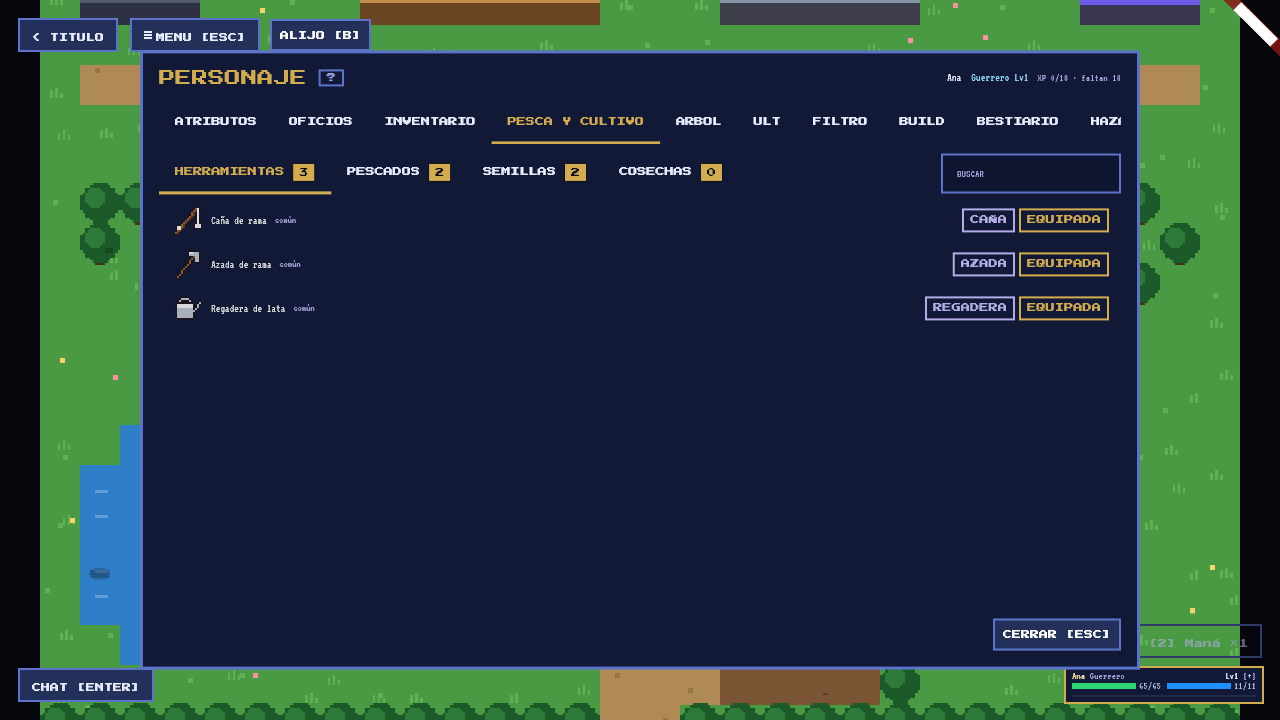 < TITULO
≡MENU [ESC]
ALIJO [B]
PERSONAJE ?
Ana Guerrero Lv1 XP 0/10 · faltan 10
ATRIBUTOS OFICIOS INVENTARIO PESCA Y CULTIVO ARBOL ULT FILTRO BUILD BESTIARIO HAZA
HERRAMIENTAS 3 PESCADOS 2 SEMILLAS 2 COSECHAS 0
BUSCAR
Caña de rama común CAÑA EQUIPADA
Azada de rama común AZADA EQUIPADA
Regadera de lata común REGADERA EQUIPADA
CERRAR [ESC]
[2] Maná ×1
CHAT [ENTER]
Ana Guerrero Lv1 [+]
65/65 11/11